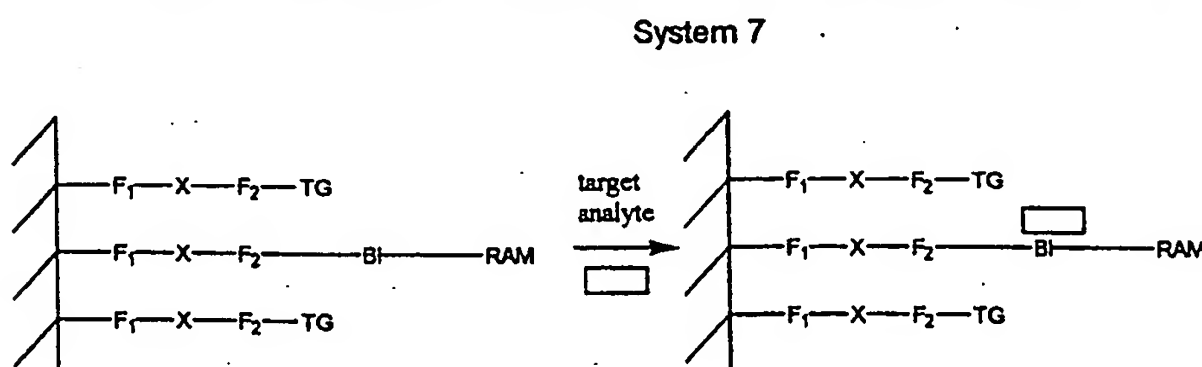 System 7
F₁—X—F₂—TG
F₁—X—F₂—BI—RAM
F₁—X—F₂—TG
target
analyte
F₁—X—F₂—TG
F₁—X—F₂—BI—RAM
F₁—X—F₂—TG